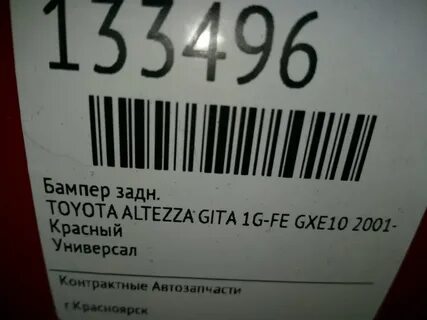 133496
Бампер задн.
TOYOTA ALTEZZA GITA 1G-FE GXE10 2001-
Красный
Универсал
Контрактные Автозапчасти
г.Красноярск